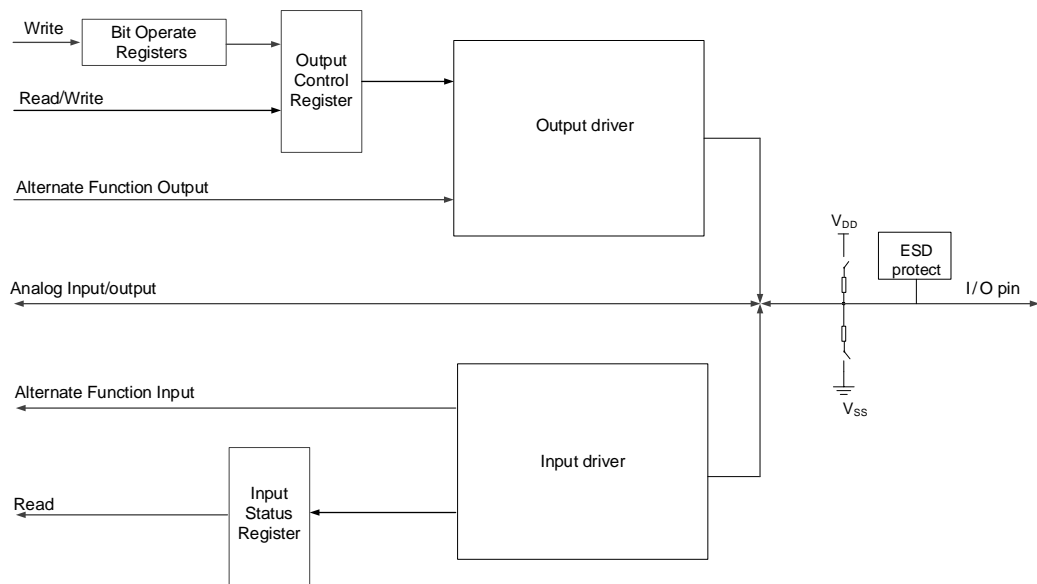 Write
Bit Operate
Registers
Output
Control
Register
Read/Write
Output driver
Alternate Function Output
VDD
ESD
protect
Analog Input/output
I/O pin
Alternate Function Input
VSS
Input driver
Input
Status
Register
Read